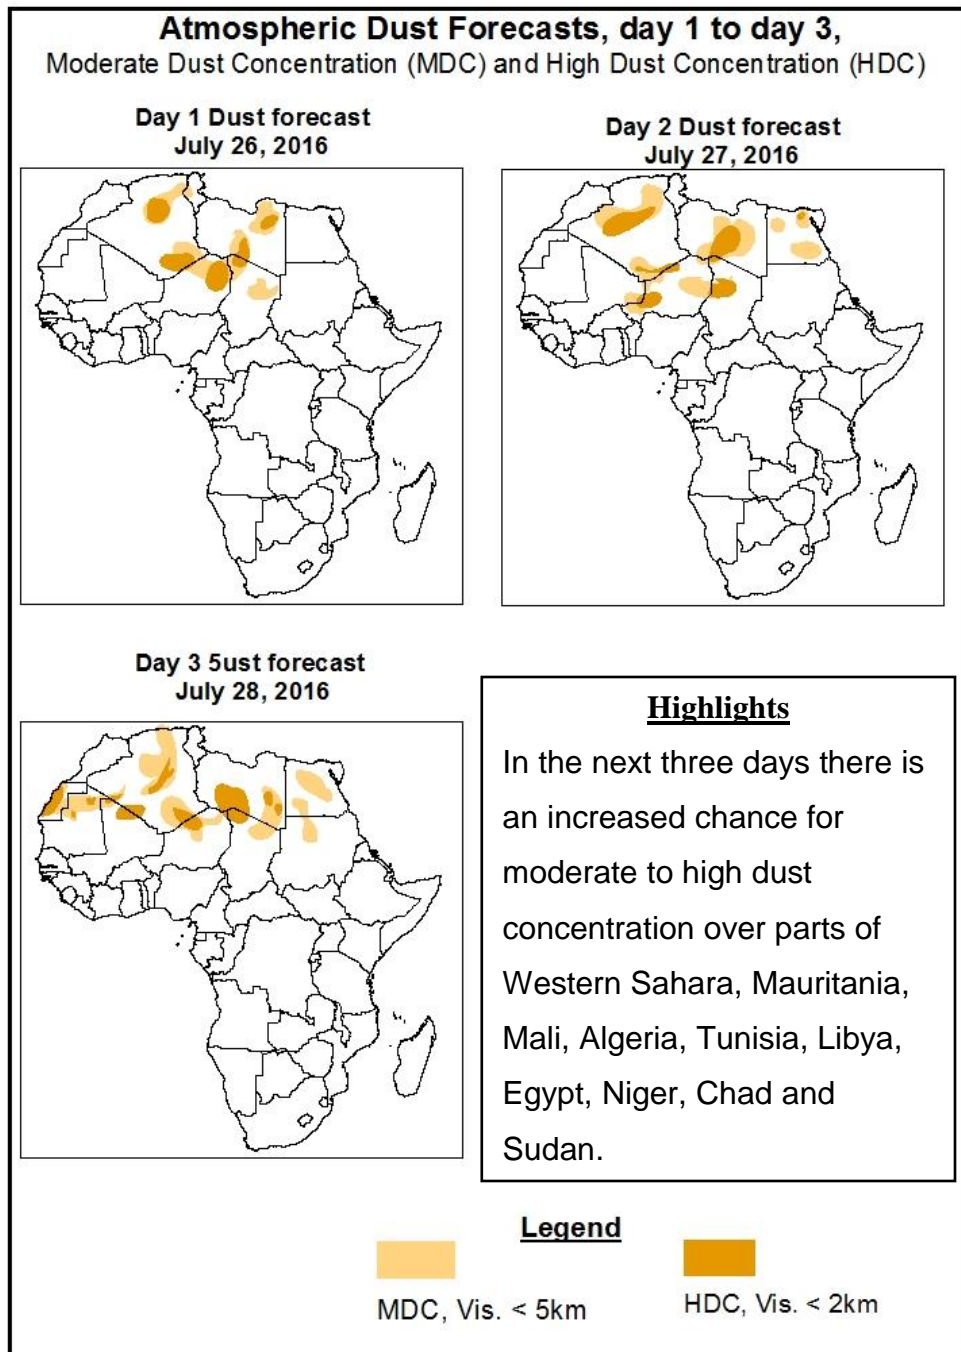 Atmospheric Dust Forecasts, day 1 to day 3,
Moderate Dust Concentration (MDC) and High Dust Concentration (HDC)
Day 1 Dust forecast
July 26, 2016
Day 2 Dust forecast
July 27, 2016
Day 3 5ust forecast
July 28, 2016
Highlights
In the next three days there is
an increased chance for
moderate to high dust
concentration over parts of
Western Sahara, Mauritania,
Mali, Algeria, Tunisia, Libya,
Egypt, Niger, Chad and
Sudan.
Legend
MDC, Vis. < 5km
HDC, Vis. < 2km